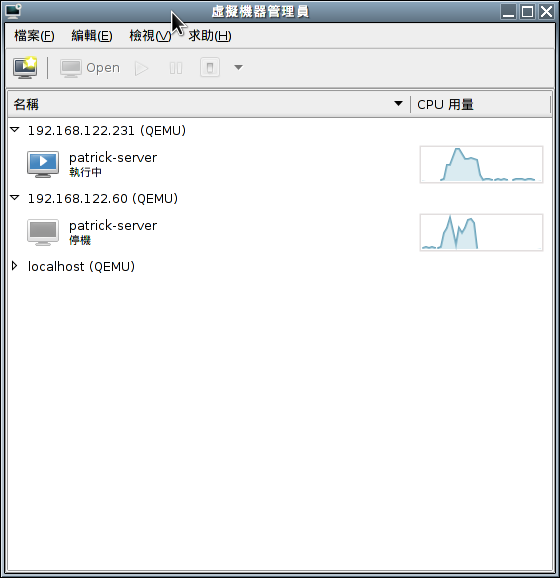 虛擬機器管理員
檔案(F) 編輯(E) 檢視(V) 求助(H)
Open
名稱 CPU 用量
192.168.122.231 (QEMU)
patrick-server
執行中
192.168.122.60 (QEMU)
patrick-server
停機
localhost (QEMU)